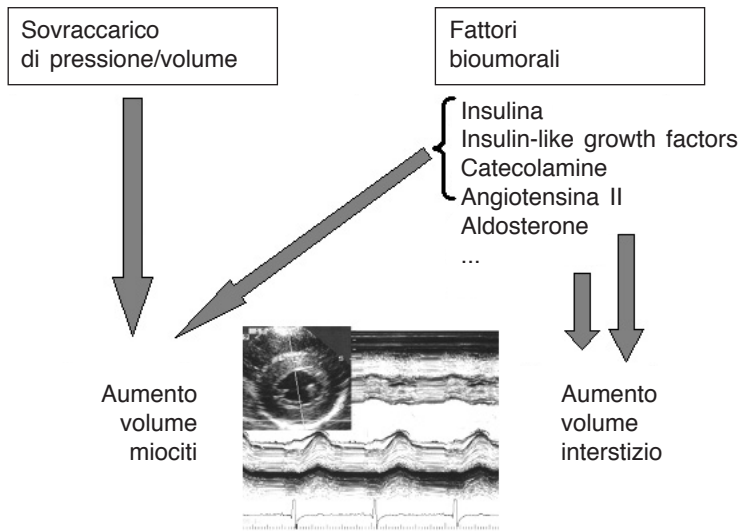 Sovraccarico
di pressione/volume
Fattori
bioumorali
Insulina
Insulin-like growth factors
Catecolamine
Angiotensina II
Aldosterone
...
Aumento
volume
miociti
Aumento
volume
interstizio